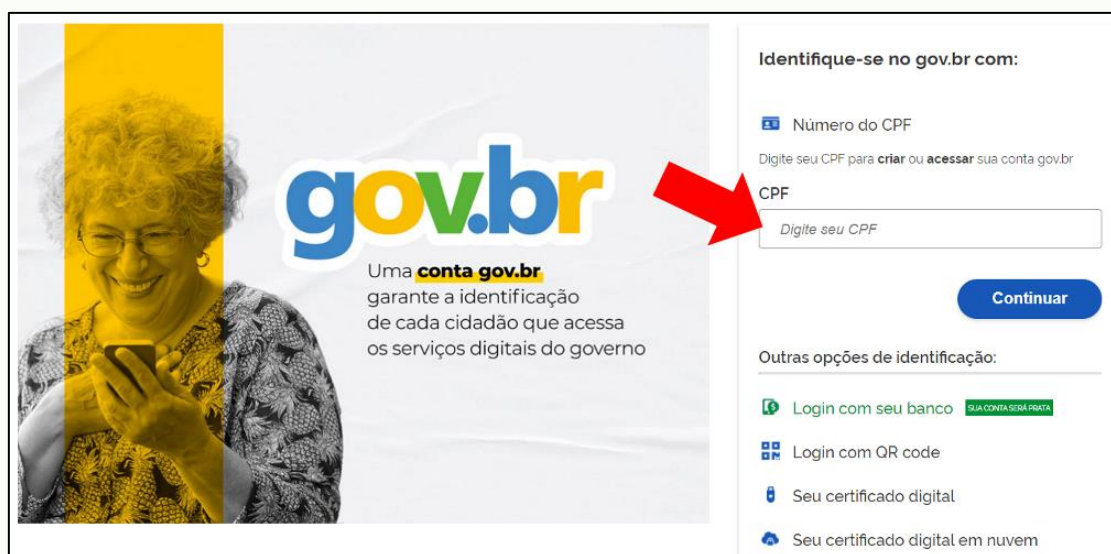 gov.br
Uma conta gov.br
garante a identificação
de cada cidadão que acessa
os serviços digitais do governo
Identifique-se no gov.br com:
Número do CPF
Digite seu CPF para criar ou acessar sua conta gov.br
CPF
Digite seu CPF
Continuar
Outras opções de identificação:
Login com seu banco SUA CONTA SERÁ PRATA
Login com QR code
Seu certificado digital
Seu certificado digital em nuvem